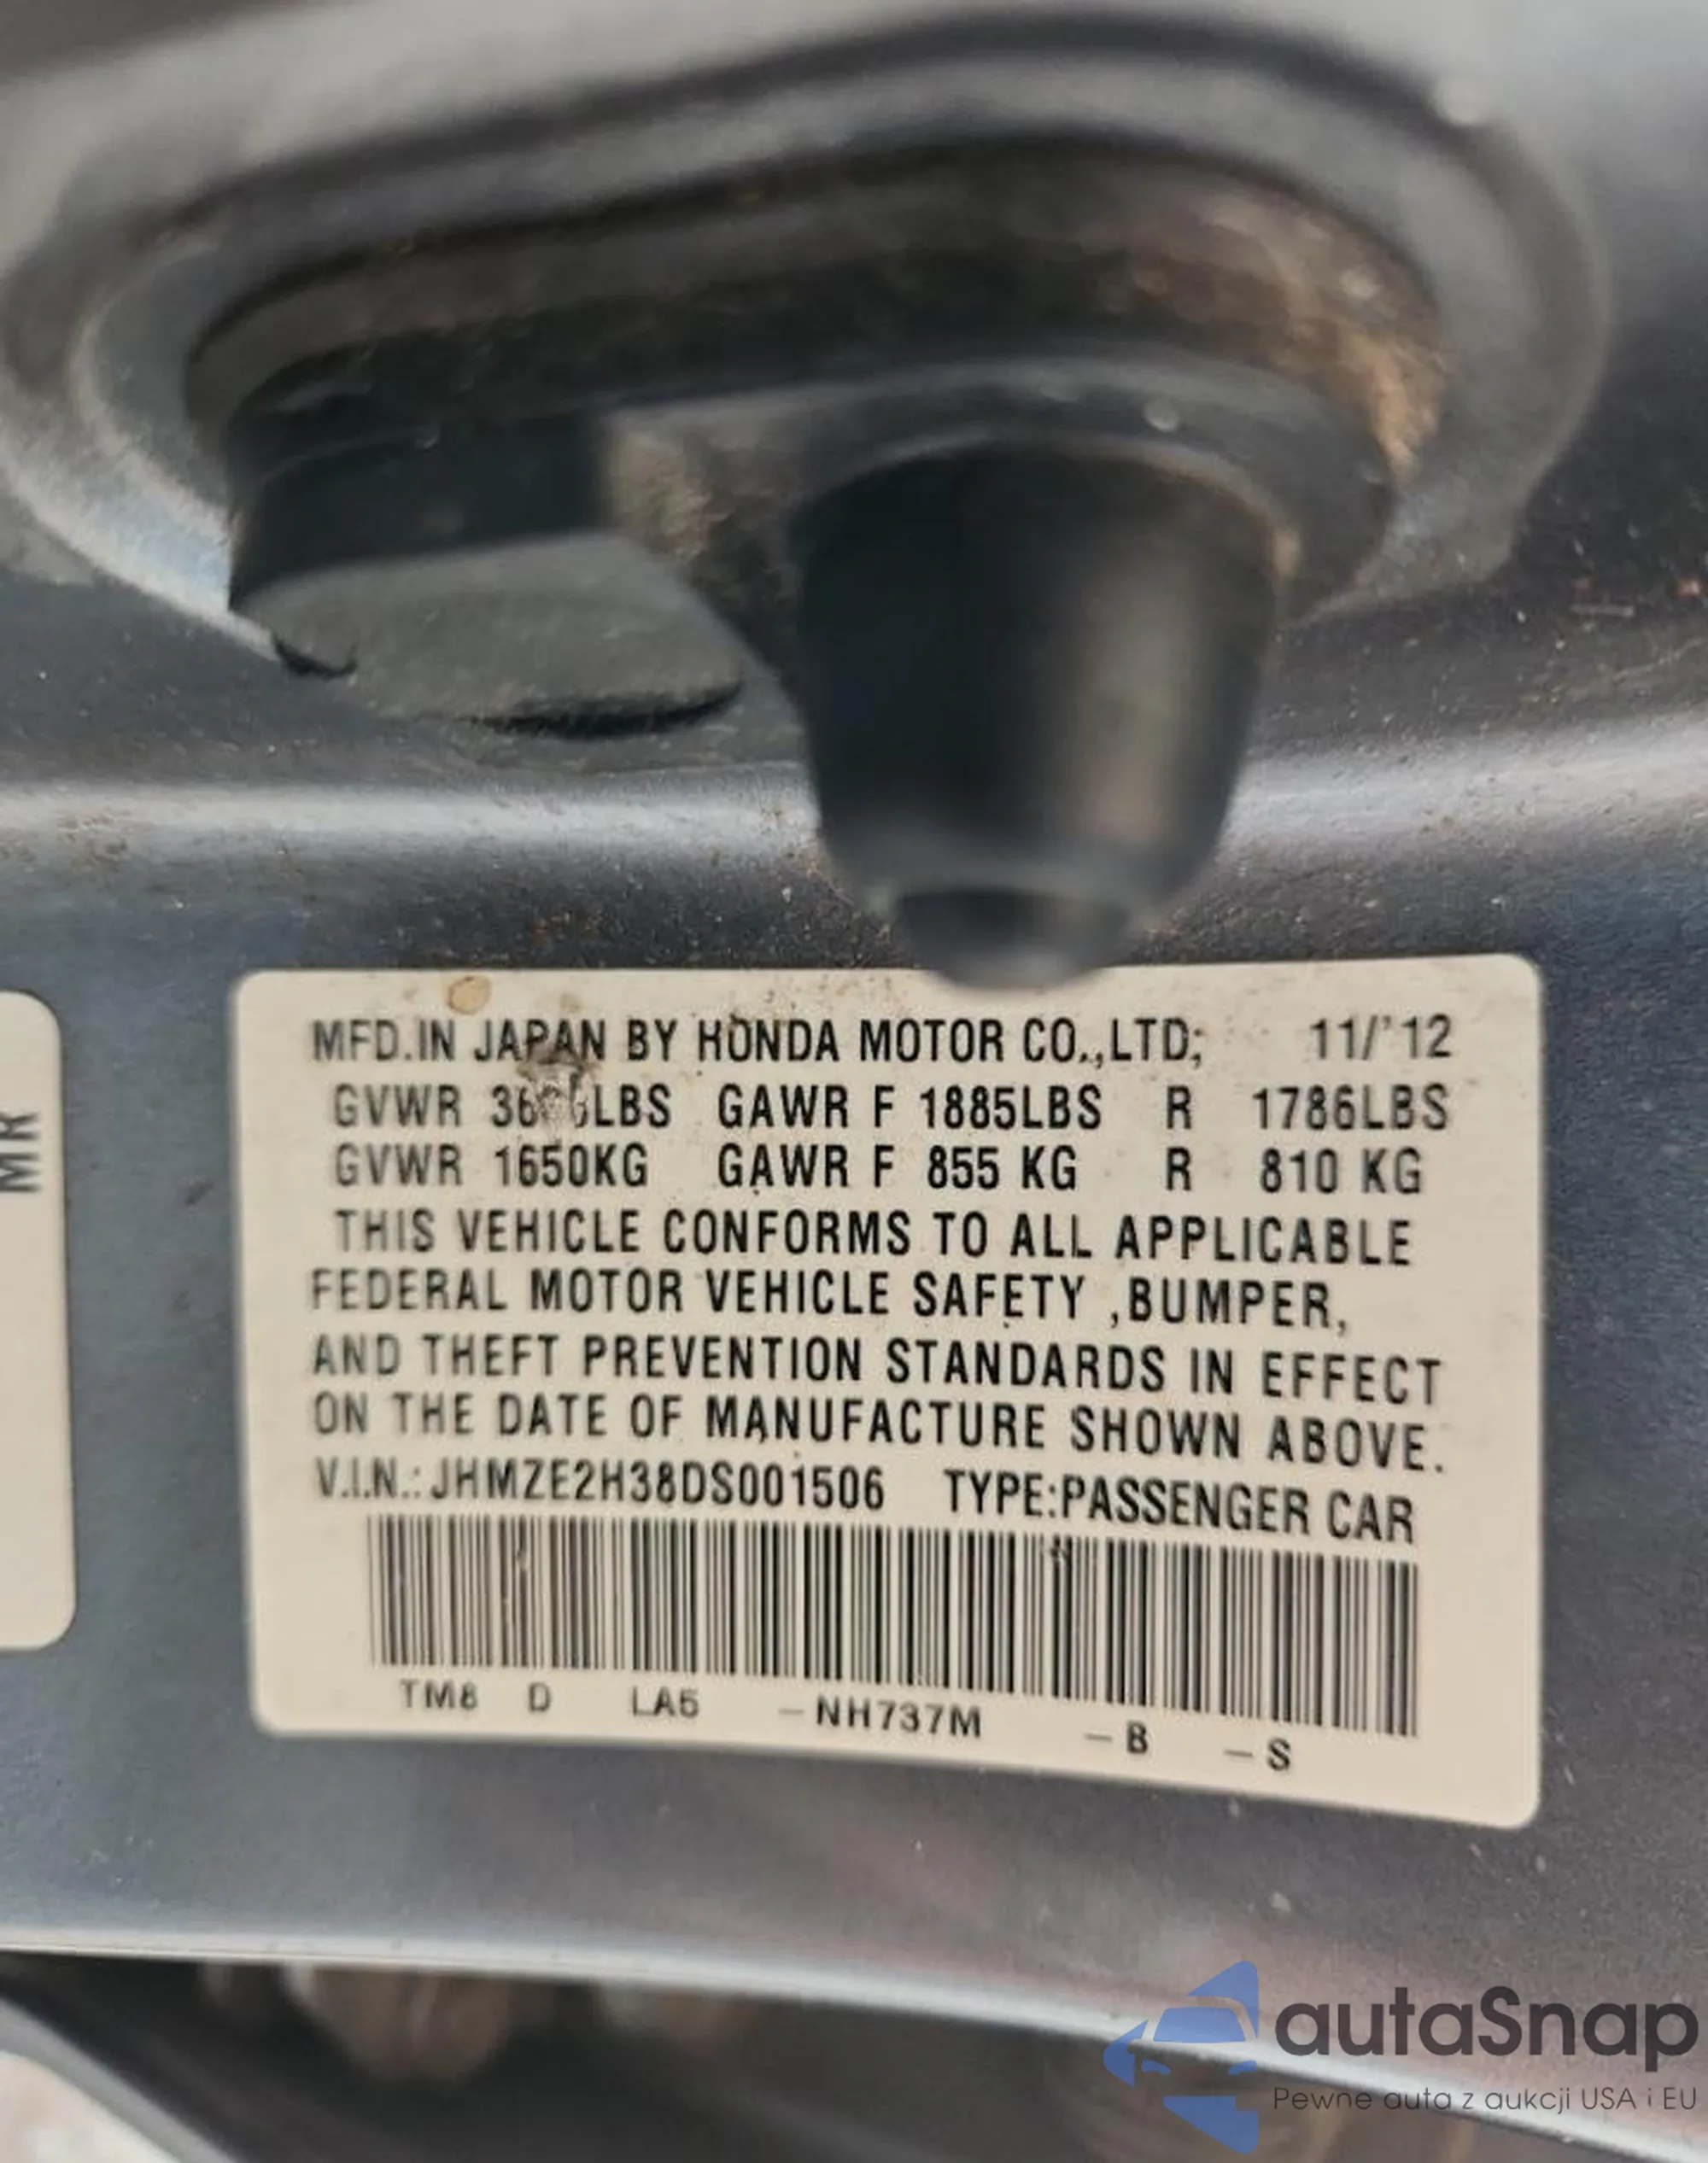 MFD.IN JAPAN BY HONDA MOTOR CO.,LTD; 11/'12
GVWR GAWR F 1885LBS R 1786LBS
GVWR 1650KG GAWR F 855 KG R 810 KG
THIS VEHICLE CONFORMS TO ALL APPLICABLE
FEDERAL MOTOR VEHICLE SAFETY ,BUMPER,
AND THEFT PREVENTION STANDARDS IN EFFECT
ON THE DATE OF MANUFACTURE SHOWN ABOVE.
V.I.N.: JHMZE2H38DS001506 TYPE:PASSENGER CAR
TM8 D LA5 -NH737M -B -S
MR
autaSnap
Pewne auta z aukcji USA i EU